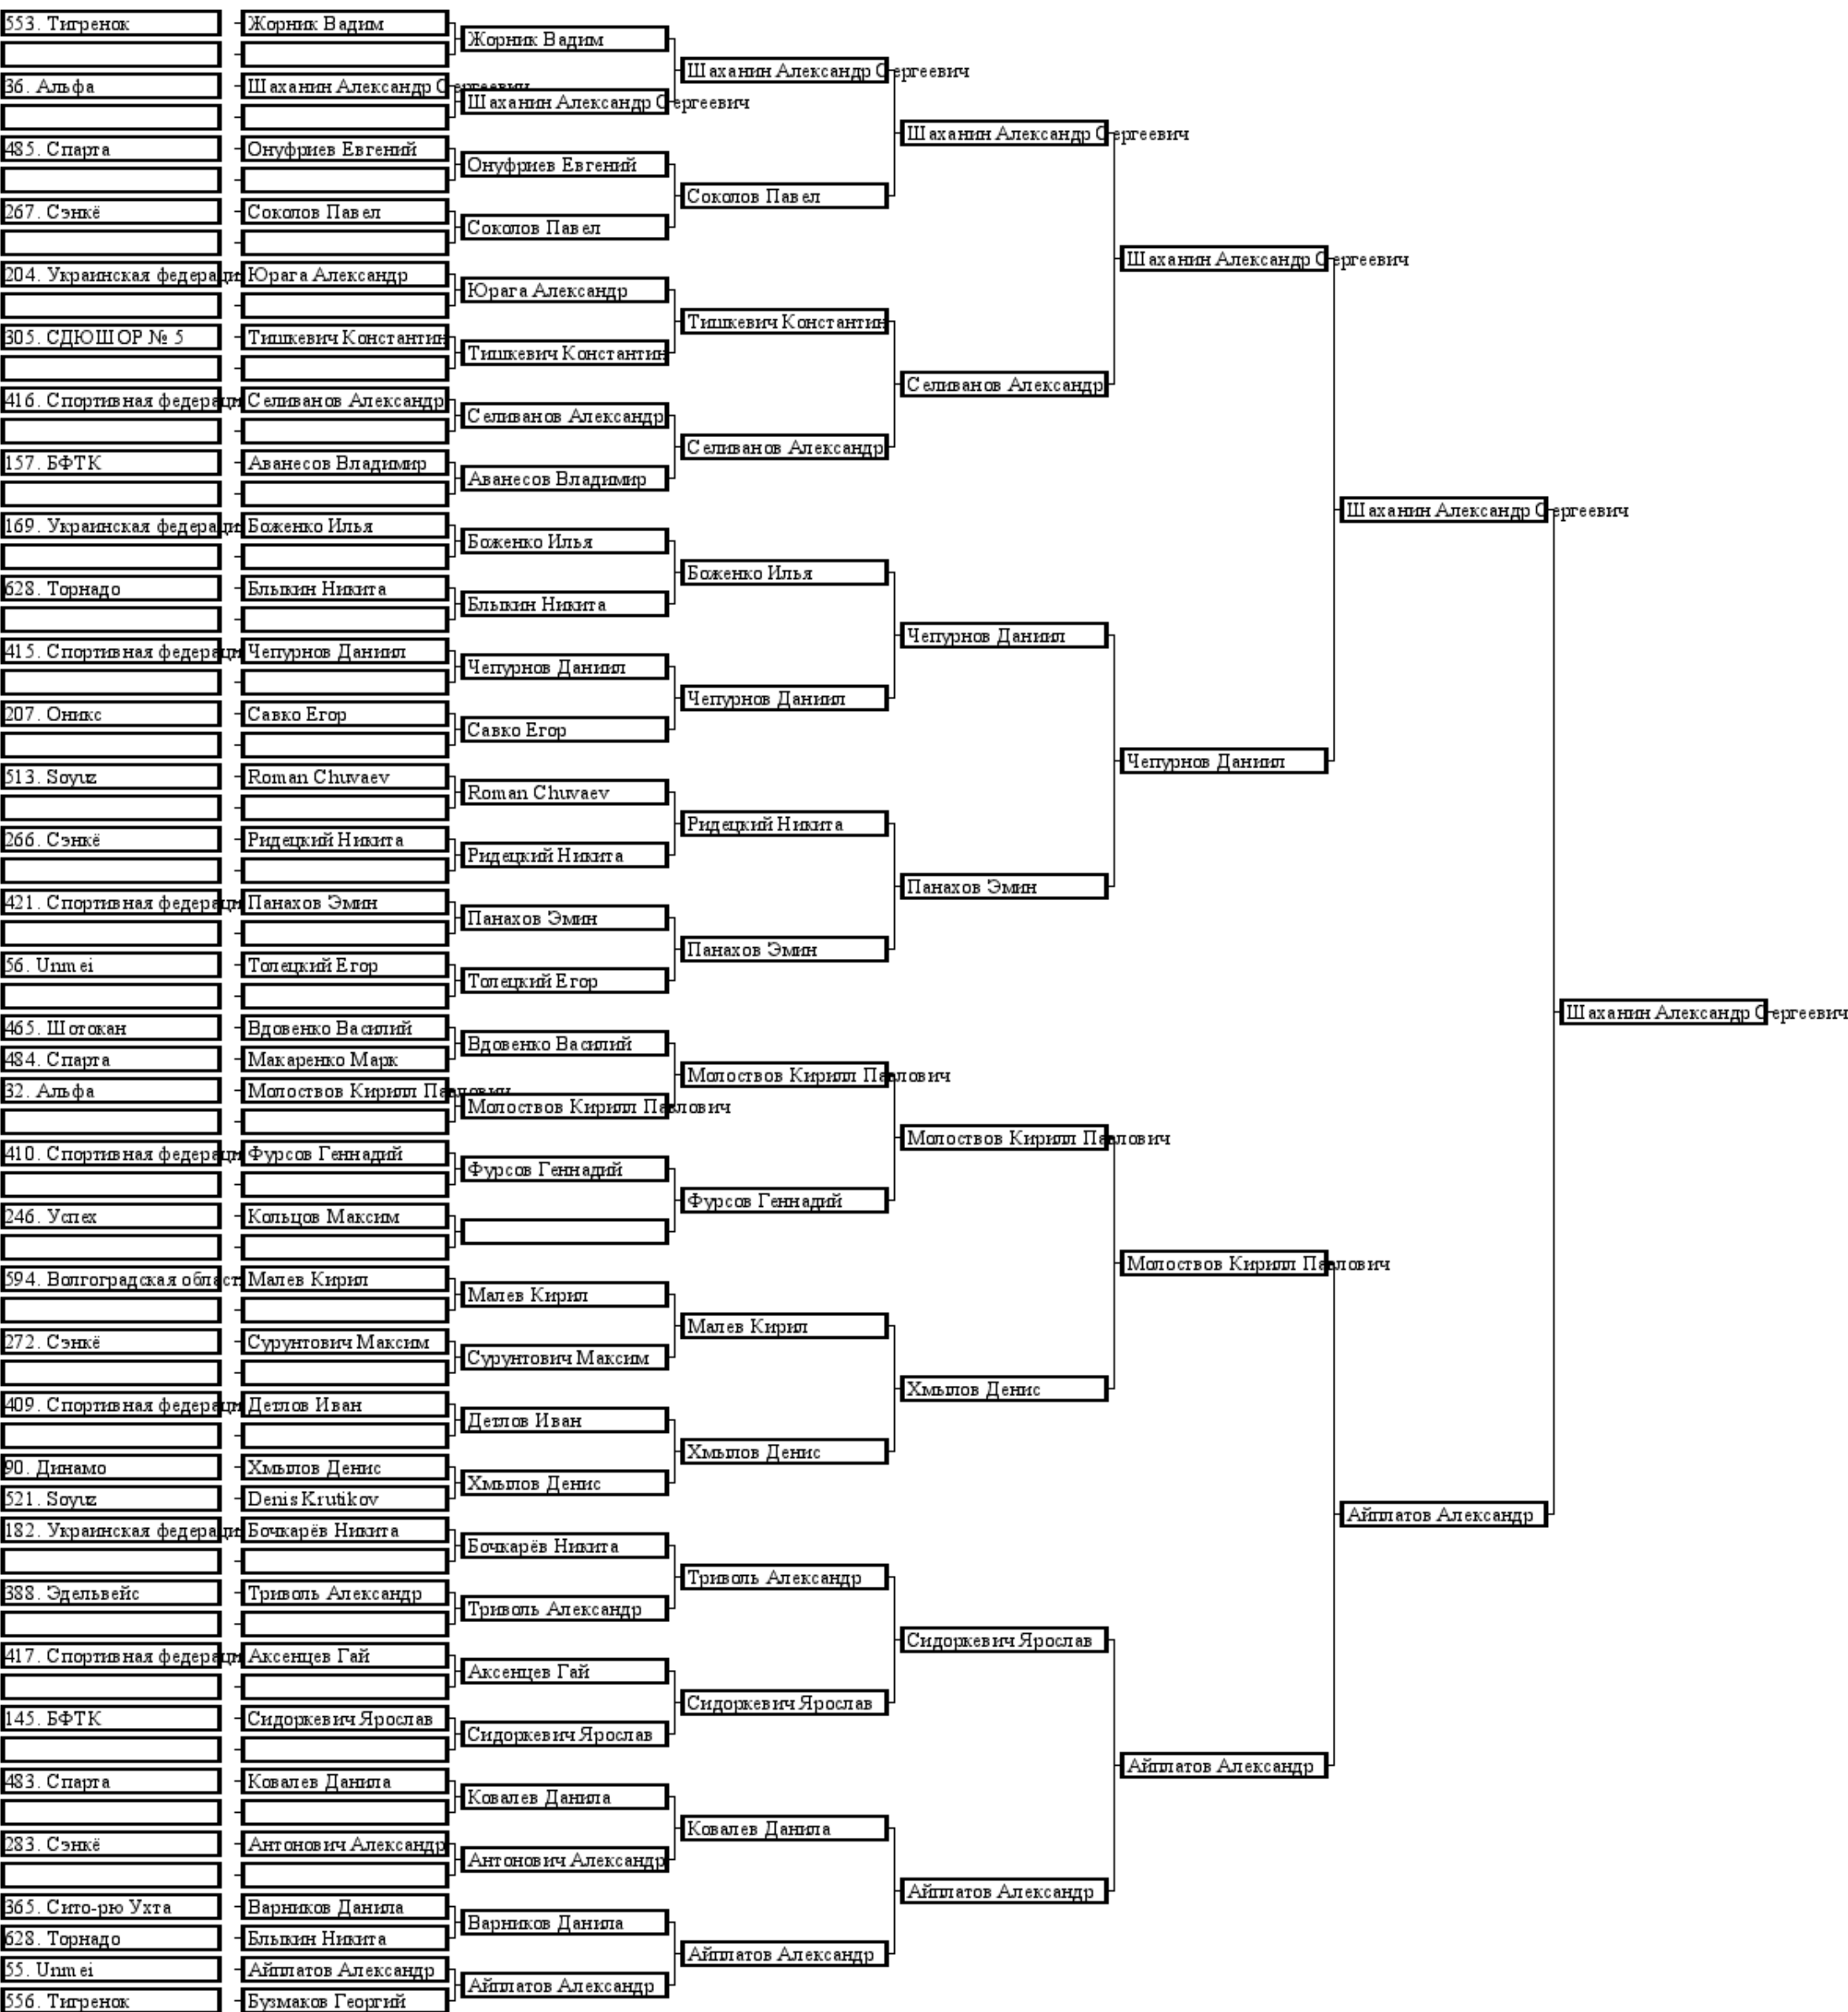 553. Тигренок Жорник Вадим
Жорник Вадим
Шаханин Александр Сергеевич
36. Альфа Шаханин Александр Сергеевич
Шаханин Александр Сергеевич
Шаханин Александр Сергеевич
485. Спарта Онуфриев Евгений
Онуфриев Евгений
Соколов Павел
267. Сэнкё Соколов Павел
Соколов Павел
Шаханин Александр Сергеевич
204. Украинская федераци Юрага Александр
Юрага Александр
Тишкевич Константин
305. СДЮШОР № 5 Тишкевич Константин
Тишкевич Константин
Селиванов Александр
416. Спортивная федераци Селиванов Александр
Селиванов Александр
Селиванов Александр
157. БФТК Аванесов Владимир
Аванесов Владимир
Шаханин Александр Сергеевич
169. Украинская федераци Боженко Илья
Боженко Илья
Боженко Илья
628. Торнадо Блыкин Никита
Блыкин Никита
Чепурнов Даниил
415. Спортивная федераци Чепурнов Даниил
Чепурнов Даниил
Чепурнов Даниил
207. Оникс Савко Егор
Савко Егор
Чепурнов Даниил
513. Soyuz Roman Chuvaev
Roman Chuvaev
Ридецкий Никита
266. Сэнкё Ридецкий Никита
Ридецкий Никита
Панахов Эмин
421. Спортивная федераци Панахов Эмин
Панахов Эмин
Панахов Эмин
56. Unmei Толецкий Егор
Толецкий Егор
Шаханин Александр Сергеевич
465. Шотокан Вдовенко Василий
Вдовенко Василий
484. Спарта Макаренко Марк
Молоствов Кирилл Павлович
32. Альфа Молоствов Кирилл Павлович
Молоствов Кирилл Павлович
Молоствов Кирилл Павлович
410. Спортивная федераци Фурсов Геннадий
Фурсов Геннадий
Фурсов Геннадий
246. Успех Кольцов Максим
Молоствов Кирилл Павлович
594. Волгоградская област Малев Кирил
Малев Кирил
Малев Кирил
272. Сэнкё Сурунтович Максим
Сурунтович Максим
Хмылов Денис
409. Спортивная федераци Детлов Иван
Детлов Иван
Хмылов Денис
90. Динамо Хмылов Денис
Хмылов Денис
521. Soyuz Denis Krutikov
Айплатов Александр
182. Украинская федераци Бочкарёв Никита
Бочкарёв Никита
Триволь Александр
388. Эдельвейс Триволь Александр
Триволь Александр
Сидоркевич Ярослав
417. Спортивная федераци Аксенцев Гай
Аксенцев Гай
Сидоркевич Ярослав
145. БФТК Сидоркевич Ярослав
Сидоркевич Ярослав
Айплатов Александр
483. Спарта Ковалев Данила
Ковалев Данила
Ковалев Данила
283. Сэнкё Антонович Александр
Антонович Александр
Айплатов Александр
365. Сито-рю Ухта Варников Данила
Варников Данила
628. Торнадо Блыкин Никита
Айплатов Александр
55. Unmei Айплатов Александр
Айплатов Александр
556. Тигренок Бузмаков Георгий